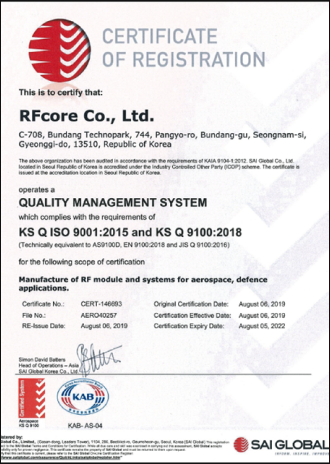 CERTIFICATE
OF REGISTRATION
This is to certify that:
RFcore Co., Ltd.
C-708, Bundang Technopark, 744, Pangyo-ro, Bundang-gu, Seongnam-si,
Gyeonggi-do, 13510, Republic of Korea
The above organization has been audited in accordance with the requirements of KAIA 9104-1:2012. SAI Global Co., Ltd.
located in Seoul Republic of Korea is accredited under the Industry Controlled Other Party (ICOP) scheme. The certificate is
issued at the accreditation location in Seoul Republic of Korea.
operates a
QUALITY MANAGEMENT SYSTEM
which complies with the requirements of
KS Q ISO 9001:2015 and KS Q 9100:2018
(Technically equivalent to AS9100D, EN 9100:2018 and JIS Q 9100:2016)
for the following scope of certification
Manufacture of RF module and systems for aerospace, defence
applications.
Certificate No.: CERT-146693 Original Certification Date: August 06, 2019
File No.: AERO40257 Certification Effective Date: August 06, 2019
RE-Issue Date: August 06, 2019 Certification Expiry Date: August 05, 2022
Simon David Batters
Head of Operations – Asia
SAI Global Korea Co., Ltd.
Certified System
Aerospace
KS Q 9100
KAB
KAB- AS-04
SAI GLOBAL